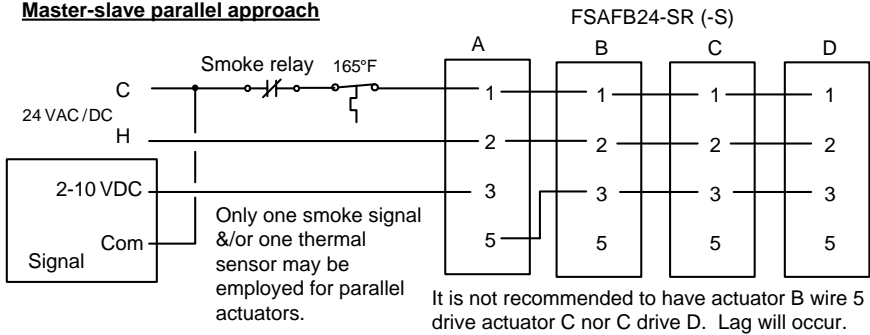 Master-slave parallel approach
FSAFB24-SR (-S)
A B C D
Smoke relay 165°F
C
24 VAC/DC
H
1 1 1 1
2 2 2 2
2-10 VDC
3 3 3 3
Com
Signal
5 5 5 5
Only one smoke signal
&/or one thermal
sensor may be
employed for parallel
actuators.
It is not recommended to have actuator B wire 5
drive actuator C nor C drive D. Lag will occur.